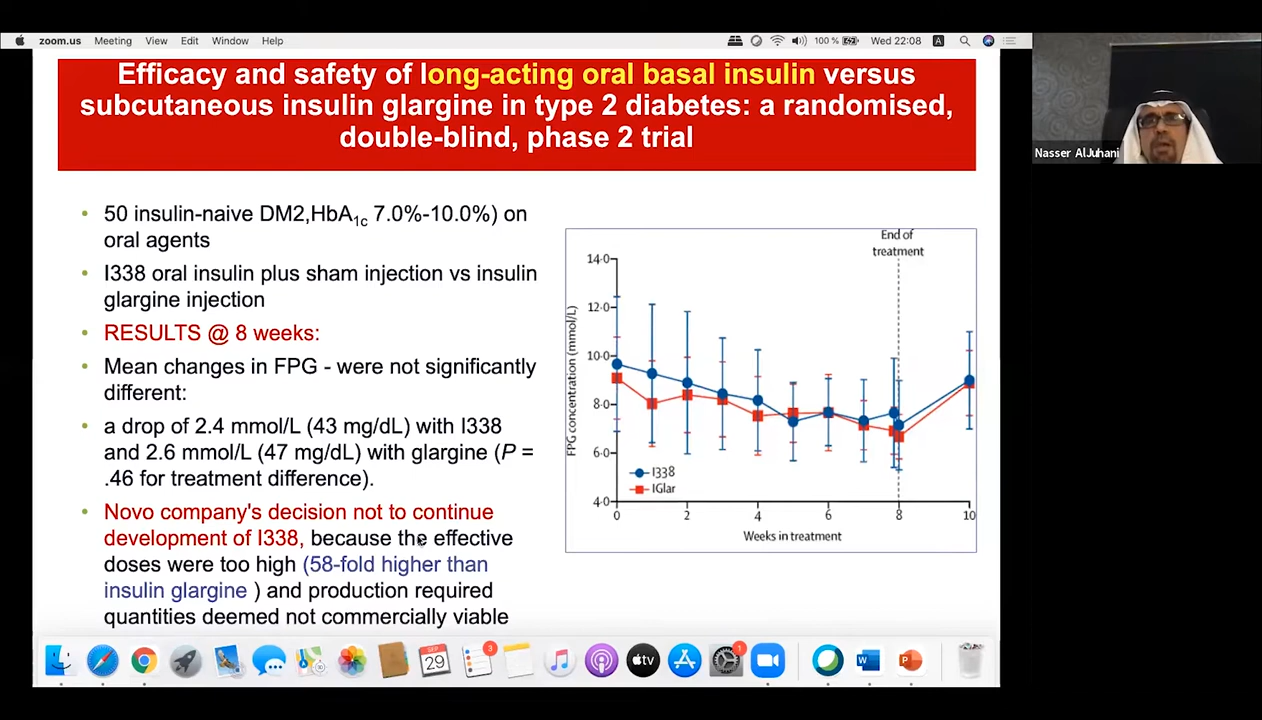 zoom.us Meeting View Edit Window Help 100 % Wed 22:08 A
Efficacy and safety of long-acting oral basal insulin versus
subcutaneous insulin glargine in type 2 diabetes: a randomised,
double-blind, phase 2 trial
Nasser AlJuhani
• 50 insulin-naive DM2,HbA1c 7.0%-10.0%) on
oral agents
• I338 oral insulin plus sham injection vs insulin
glargine injection
• RESULTS @ 8 weeks:
• Mean changes in FPG - were not significantly
different:
• a drop of 2.4 mmol/L (43 mg/dL) with I338
and 2.6 mmol/L (47 mg/dL) with glargine (P =
.46 for treatment difference).
• Novo company's decision not to continue
development of I338, because the effective
doses were too high (58-fold higher than
insulin glargine ) and production required
quantities deemed not commercially viable
End of
treatment
FPG concentration (mmol/L)
14·0
12·0
10·0
8·0
6·0
4·0
I338
IGlar
0 2 4 6 8 10
Weeks in treatment
SEP
29
3
tv
1
W
P